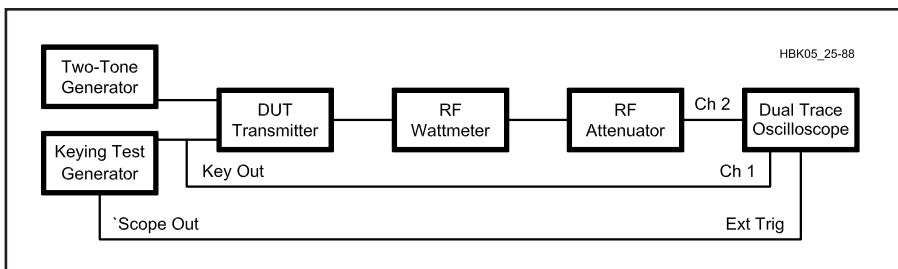 HBK05_25-88
Two-Tone
Generator
DUT
Transmitter
RF
Wattmeter
RF
Attenuator
Ch 2
Dual Trace
Oscilloscope
Keying Test
Generator
Key Out
Ch 1
`Scope Out
Ext Trig